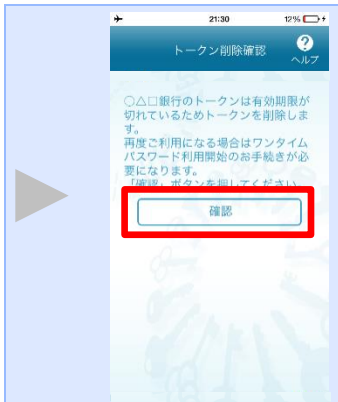 21:30
12%
トークン削除確認
?
ヘルプ
○△□銀行のトークンは有効期限が
切れているためトークンを削除しま
す。
再度ご利用になる場合はワンタイム
パスワード利用開始のお手続きが必
要になります。
「確認」ボタンを押してください
確認